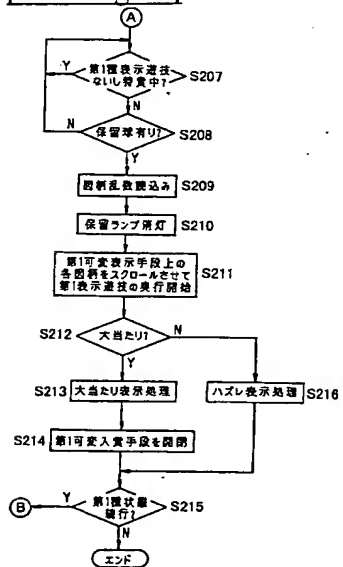 A
第1種表示遊技
ないし特賞中?
Y
S207
N
N
保留球有り?
S208
Y
図柄乱数読込み
S209
保留ランプ消灯
S210
第1可変表示手段上の
各図柄をスクロールさせて
第1表示遊技の実行開始
S211
S212
大当たり?
N
Y
S213
大当たり表示処理
ハズレ表示処理
S216
S214
第1可変入賞手段を開閉
B
Y
第1種状態
続行?
S215
N
エンド